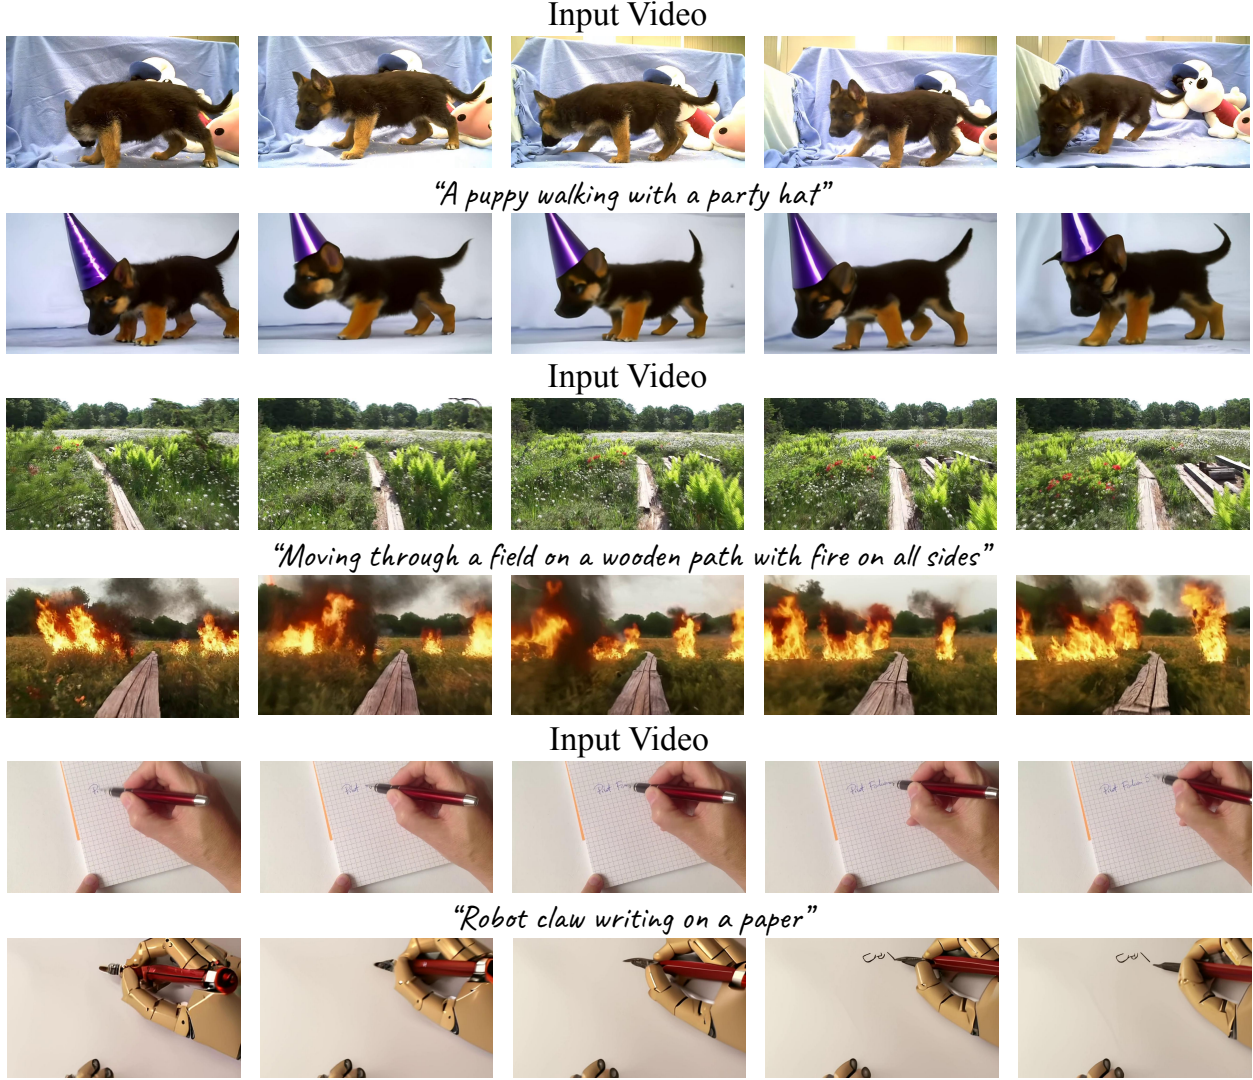 Input Video
“A puppy walking with a party hat”
Input Video
“Moving through a field on a wooden path with fire on all sides”
Input Video
“Robot claw writing on a paper”